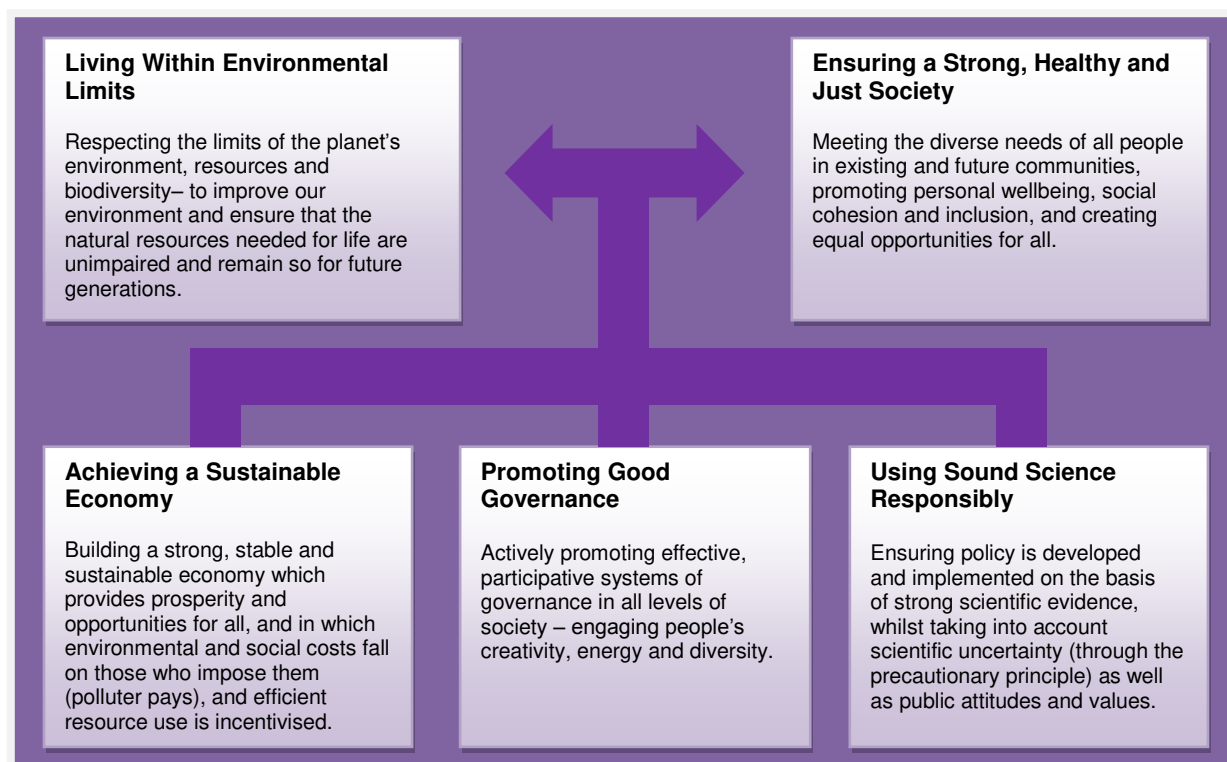 Living Within Environmental
Limits
Respecting the limits of the planet's
environment, resources and
biodiversity– to improve our
environment and ensure that the
natural resources needed for life are
unimpaired and remain so for future
generations.
Ensuring a Strong, Healthy and
Just Society
Meeting the diverse needs of all people
in existing and future communities,
promoting personal wellbeing, social
cohesion and inclusion, and creating
equal opportunities for all.
Achieving a Sustainable
Economy
Building a strong, stable and
sustainable economy which
provides prosperity and
opportunities for all, and in which
environmental and social costs fall
on those who impose them
(polluter pays), and efficient
resource use is incentivised.
Promoting Good
Governance
Actively promoting effective,
participative systems of
governance in all levels of
society – engaging people's
creativity, energy and diversity.
Using Sound Science
Responsibly
Ensuring policy is developed
and implemented on the basis
of strong scientific evidence,
whilst taking into account
scientific uncertainty (through the
precautionary principle) as well
as public attitudes and values.